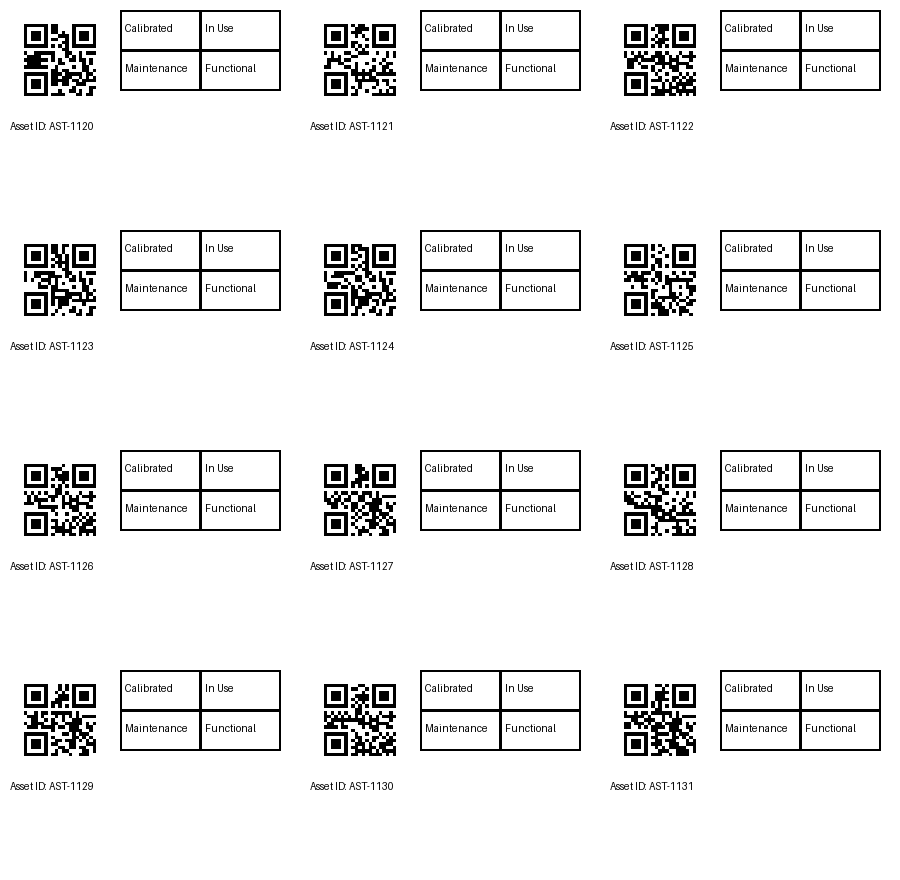 Calibrated In Use Calibrated In Use Calibrated In Use
Maintenance Functional Maintenance Functional Maintenance Functional
Asset ID: AST-1120 Asset ID: AST-1121 Asset ID: AST-1122
Calibrated In Use Calibrated In Use Calibrated In Use
Maintenance Functional Maintenance Functional Maintenance Functional
Asset ID: AST-1123 Asset ID: AST-1124 Asset ID: AST-1125
Calibrated In Use Calibrated In Use Calibrated In Use
Maintenance Functional Maintenance Functional Maintenance Functional
Asset ID: AST-1126 Asset ID: AST-1127 Asset ID: AST-1128
Calibrated In Use Calibrated In Use Calibrated In Use
Maintenance Functional Maintenance Functional Maintenance Functional
Asset ID: AST-1129 Asset ID: AST-1130 Asset ID: AST-1131